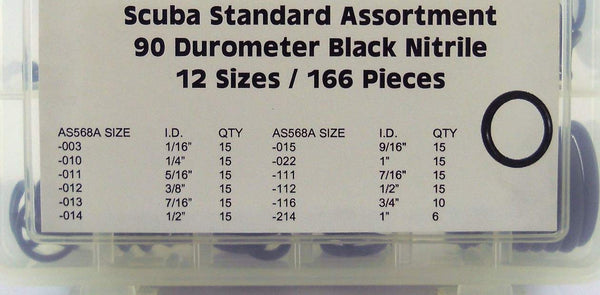 Scuba Standard Assortment
90 Durometer Black Nitrile
12 Sizes / 166 Pieces
AS568A SIZE I.D. QTY AS568A SIZE I.D. QTY
-003 1/16" 15 -015 9/16" 15
-010 1/4" 15 -022 1" 15
-011 5/16" 15 -111 7/16" 15
-012 3/8" 15 -112 1/2" 15
-013 7/16" 15 -116 3/4" 10
-014 1/2" 15 -214 1" 6